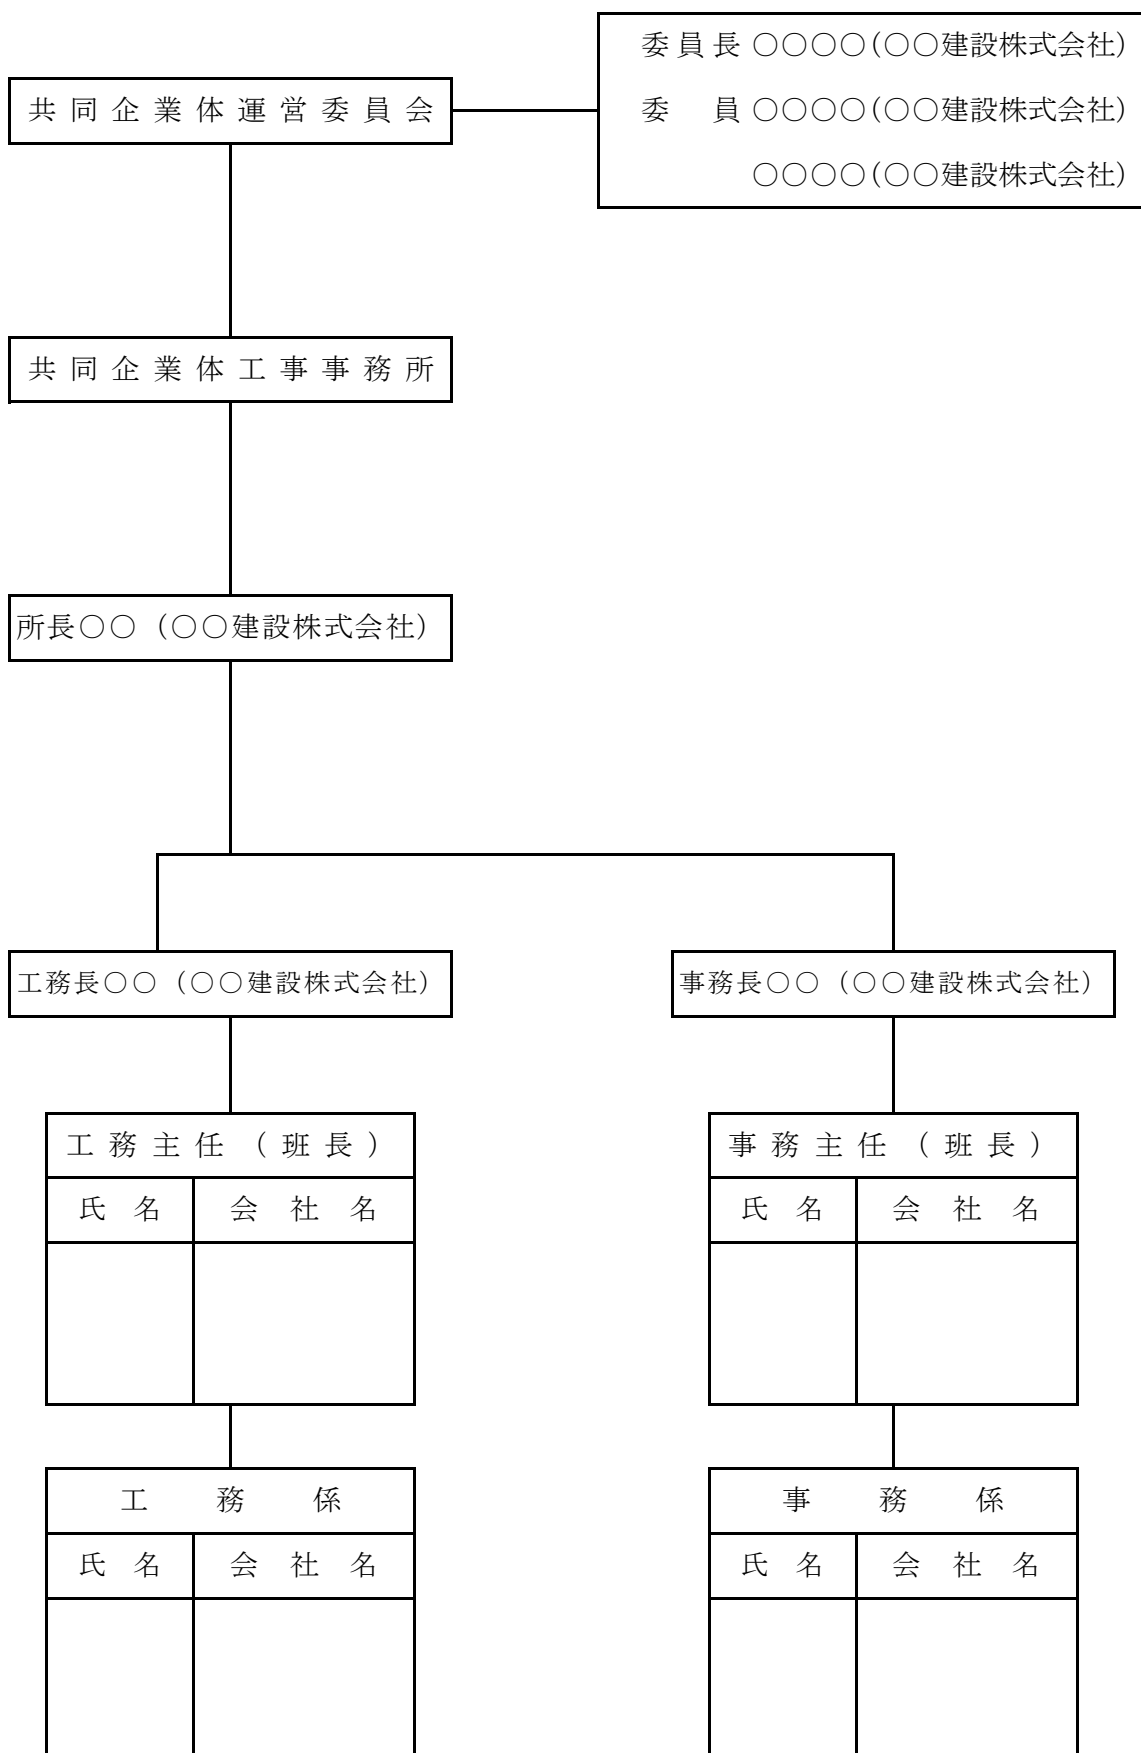 委員長 ○○○○(○○建設株式会社)
共同企業体運営委員会
委 員 ○○○○(○○建設株式会社)
○○○○(○○建設株式会社)
共同企業体工事事務所
所長○○(○○建設株式会社)
工務長○○(○○建設株式会社)
事務長○○(○○建設株式会社)
工務主任(班長)
氏名 会社名
事務主任(班長)
氏名 会社名
工務係
氏名 会社名
事務係
氏名 会社名